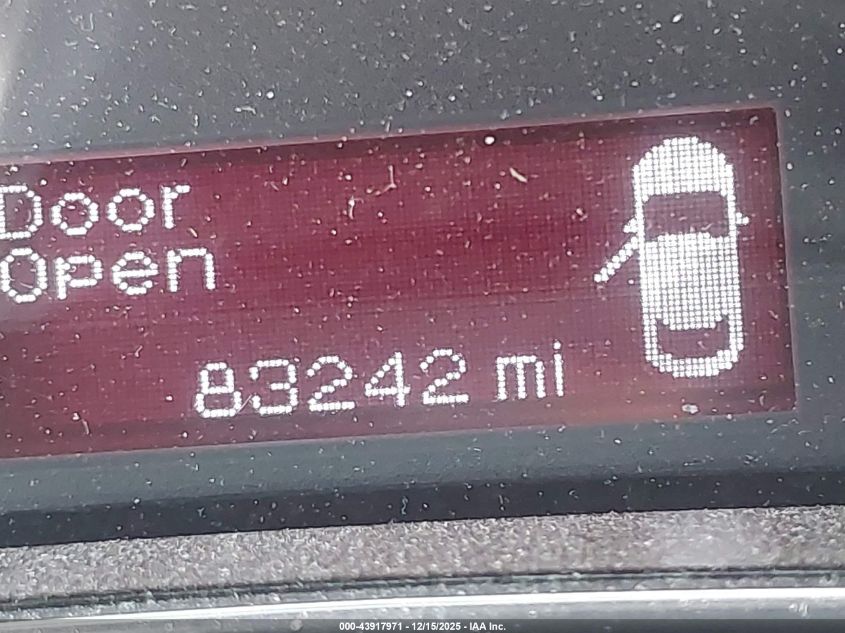 Door
Open
83242 mi
000-43917971 - 12/15/2025 - IAA Inc.